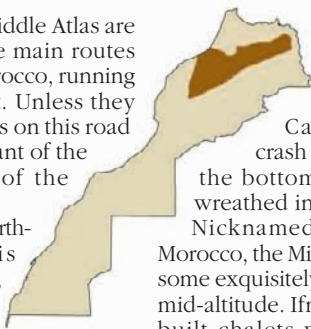 iddle Atlas are
e main routes
rocco, running
. Unless they
s on this road
ant of the
of the
rth-
is
Ca
crash
the bottom
wreathed in
Nicknamed
Morocco, the Mi
some exquisitely
mid-altitude. Ifr
built chalets